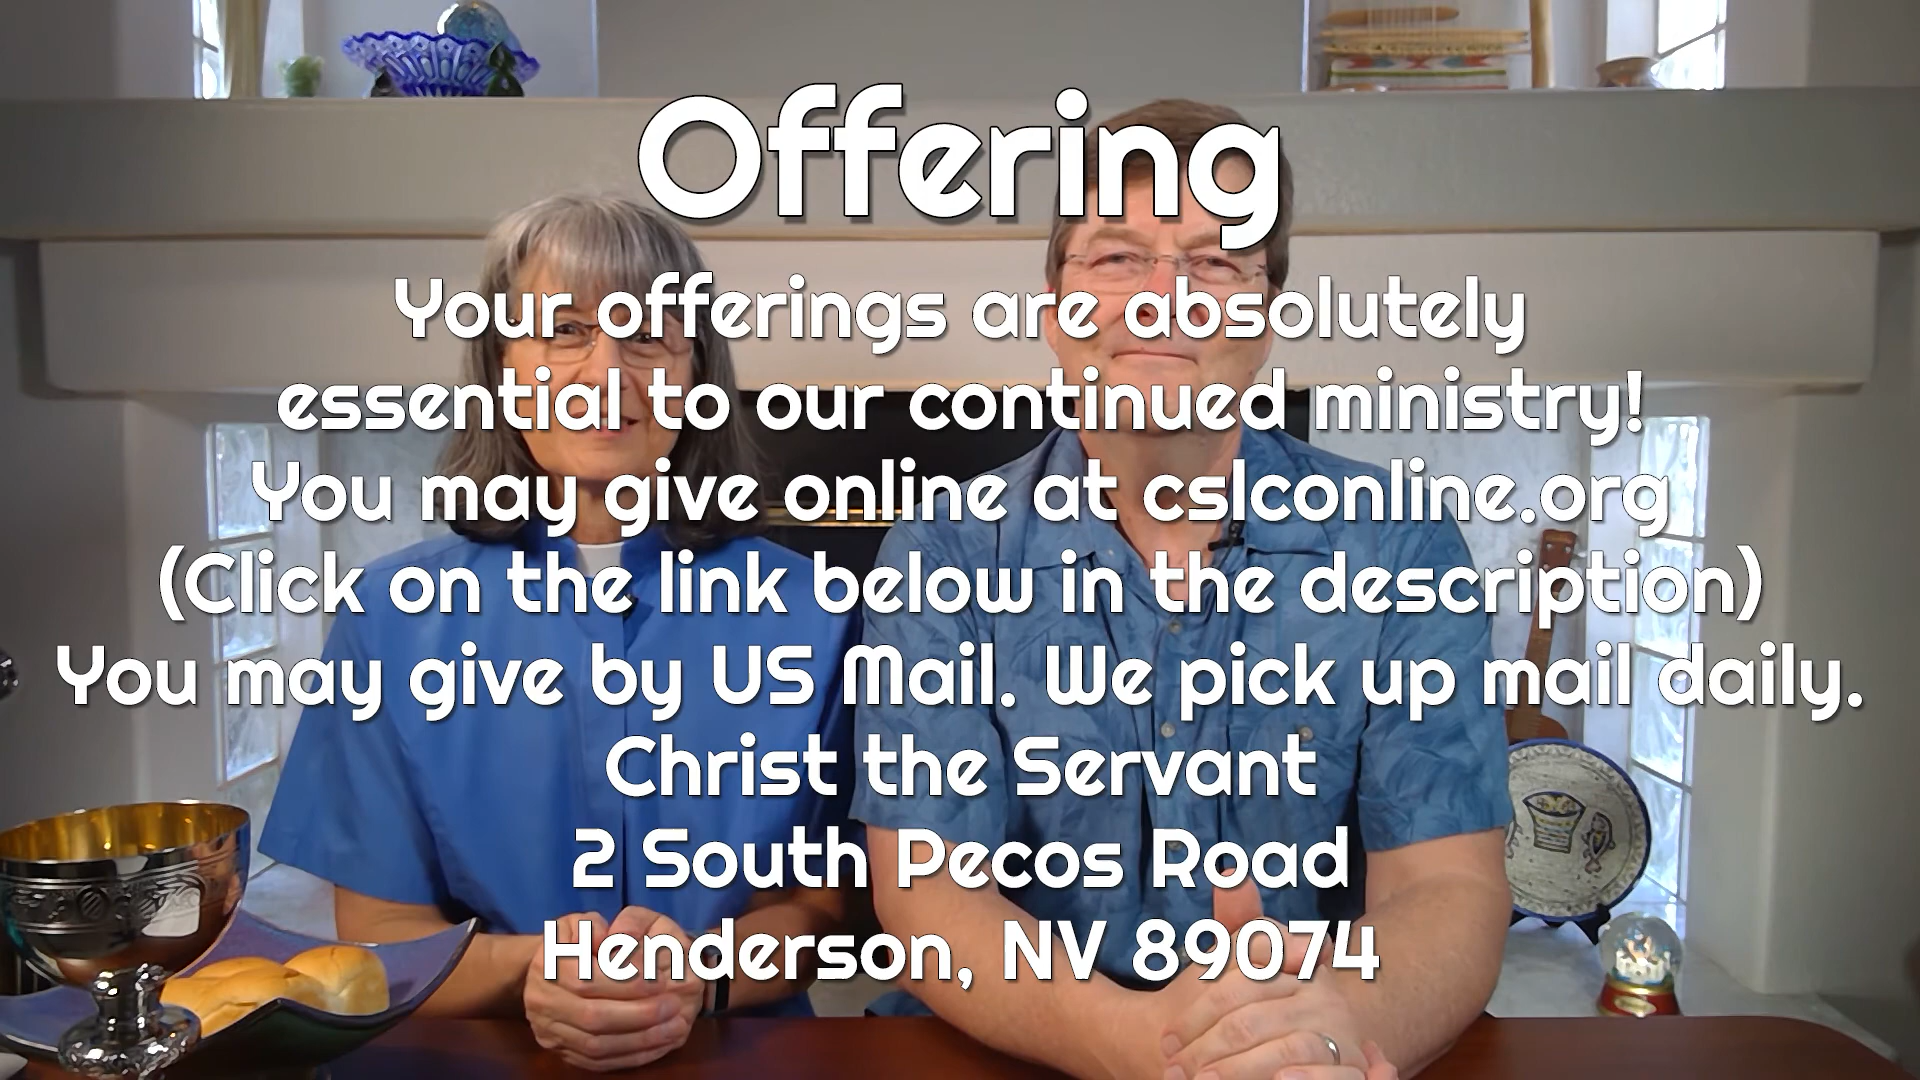 Offering
Your offerings are absolutely
essential to our continued ministry!
You may give online at cslconline.org
(Click on the link below in the description)
You may give by US Mail. We pick up mail daily.
Christ the Servant
2 South Pecos Road
Henderson, NV 89074